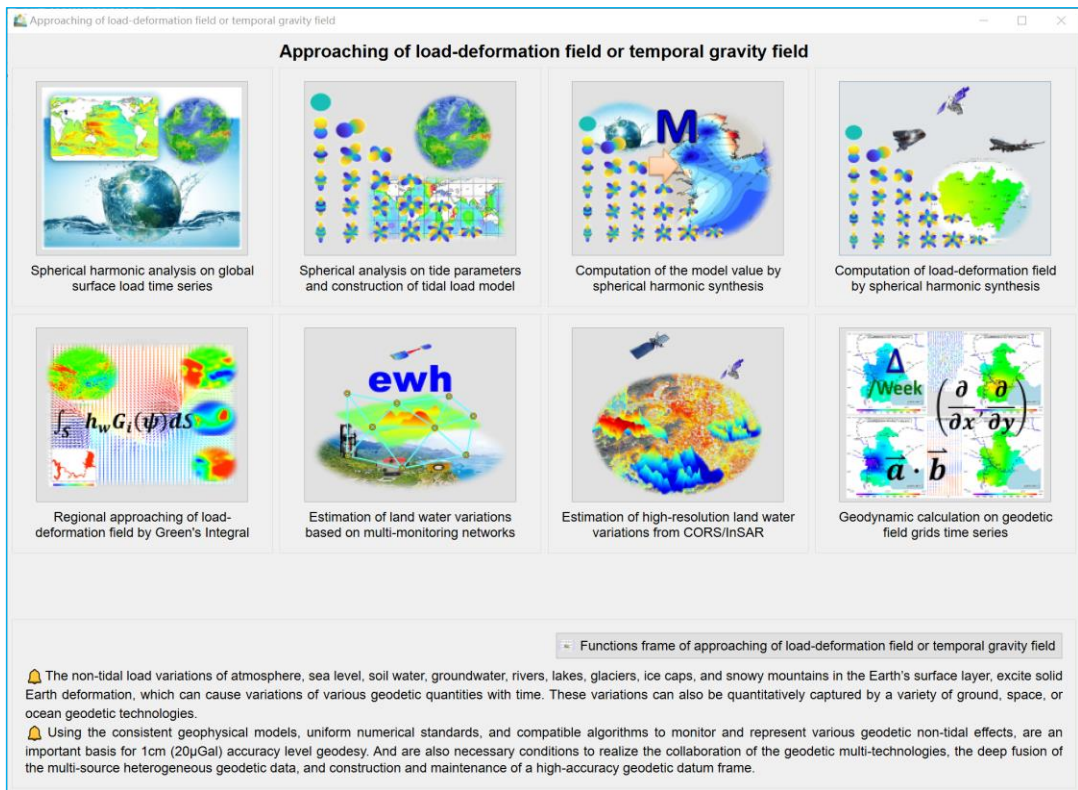 Approaching of load-deformation field or temporal gravity field
Approaching of load-deformation field or temporal gravity field
Spherical harmonic analysis on global
surface load time series
Spherical analysis on tide parameters
and construction of tidal load model
M
Computation of the model value by
spherical harmonic synthesis
Computation of load-deformation field
by spherical harmonic synthesis
∫_S h_w G_i(ψ)dS
Regional approaching of load-
deformation field by Green's Integral
ewh
Estimation of land water variations
based on multi-monitoring networks
Estimation of high-resolution land water
variations from CORS/InSAR
Δ
/Week
(∂/∂x, ∂/∂y)
a⃗ · b⃗
Geodynamic calculation on geodetic
field grids time series
Functions frame of approaching of load-deformation field or temporal gravity field
The non-tidal load variations of atmosphere, sea level, soil water, groundwater, rivers, lakes, glaciers, ice caps, and snowy mountains in the Earth's surface layer, excite solid
Earth deformation, which can cause variations of various geodetic quantities with time. These variations can also be quantitatively captured by a variety of ground, space, or
ocean geodetic technologies.
Using the consistent geophysical models, uniform numerical standards, and compatible algorithms to monitor and represent various geodetic non-tidal effects, are an
important basis for 1cm (20μGal) accuracy level geodesy. And are also necessary conditions to realize the collaboration of the geodetic multi-technologies, the deep fusion of
the multi-source heterogeneous geodetic data, and construction and maintenance of a high-accuracy geodetic datum frame.